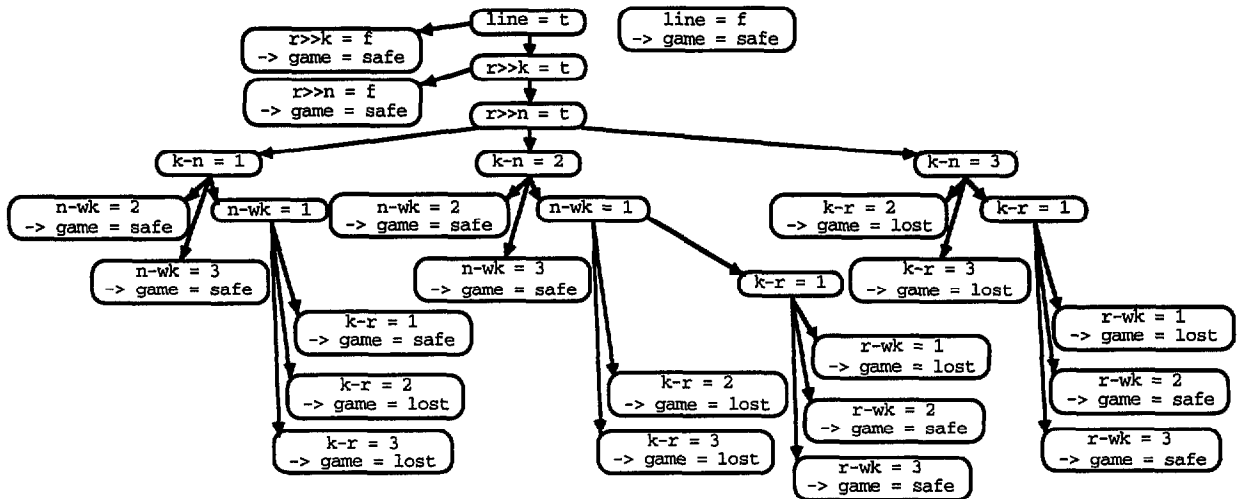 line = t
line = f
-> game = safe
r>>k = f
-> game = safe
r>>k = t
r>>n = f
-> game = safe
r>>n = t
k-n = 1
k-n = 2
k-n = 3
n-wk = 2
-> game = safe
n-wk = 1
n-wk = 2
-> game = safe
n-wk = 1
k-r = 2
-> game = lost
k-r = 1
n-wk = 3
-> game = safe
n-wk = 3
-> game = safe
k-r = 1
k-r = 3
-> game = lost
k-r = 1
-> game = safe
r-wk = 1
-> game = lost
r-wk = 1
-> game = lost
k-r = 2
-> game = lost
k-r = 2
-> game = lost
r-wk = 2
-> game = safe
r-wk = 2
-> game = safe
k-r = 3
-> game = lost
k-r = 3
-> game = lost
r-wk = 3
-> game = safe
r-wk = 3
-> game = safe